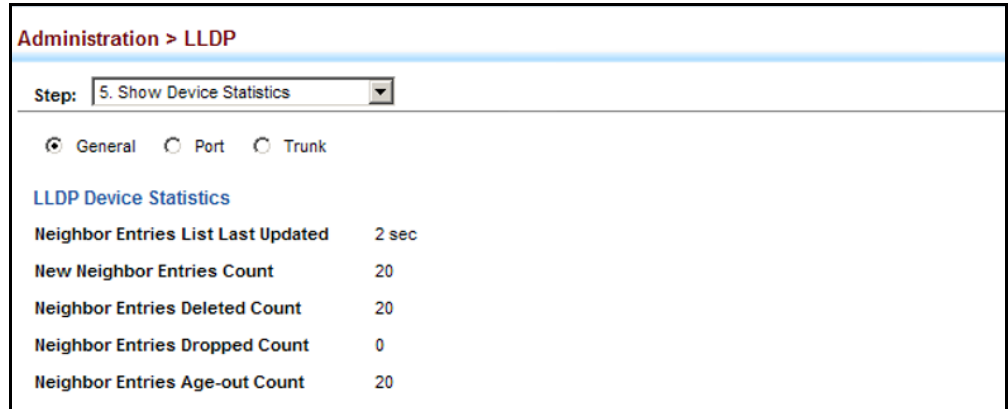 Administration > LLDP
Step: 5. Show Device Statistics
General Port Trunk
LLDP Device Statistics
Neighbor Entries List Last Updated 2 sec
New Neighbor Entries Count 20
Neighbor Entries Deleted Count 20
Neighbor Entries Dropped Count 0
Neighbor Entries Age-out Count 20